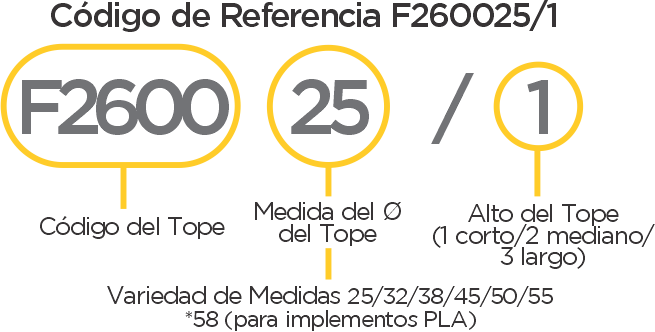 Código de Referencia F260025/1
F2600 25 / 1
Código del Tope
Medida del Ø
del Tope
Alto del Tope
(1 corto/2 mediano/
3 largo)
Variedad de Medidas 25/32/38/45/50/55
*58 (para implementos PLA)